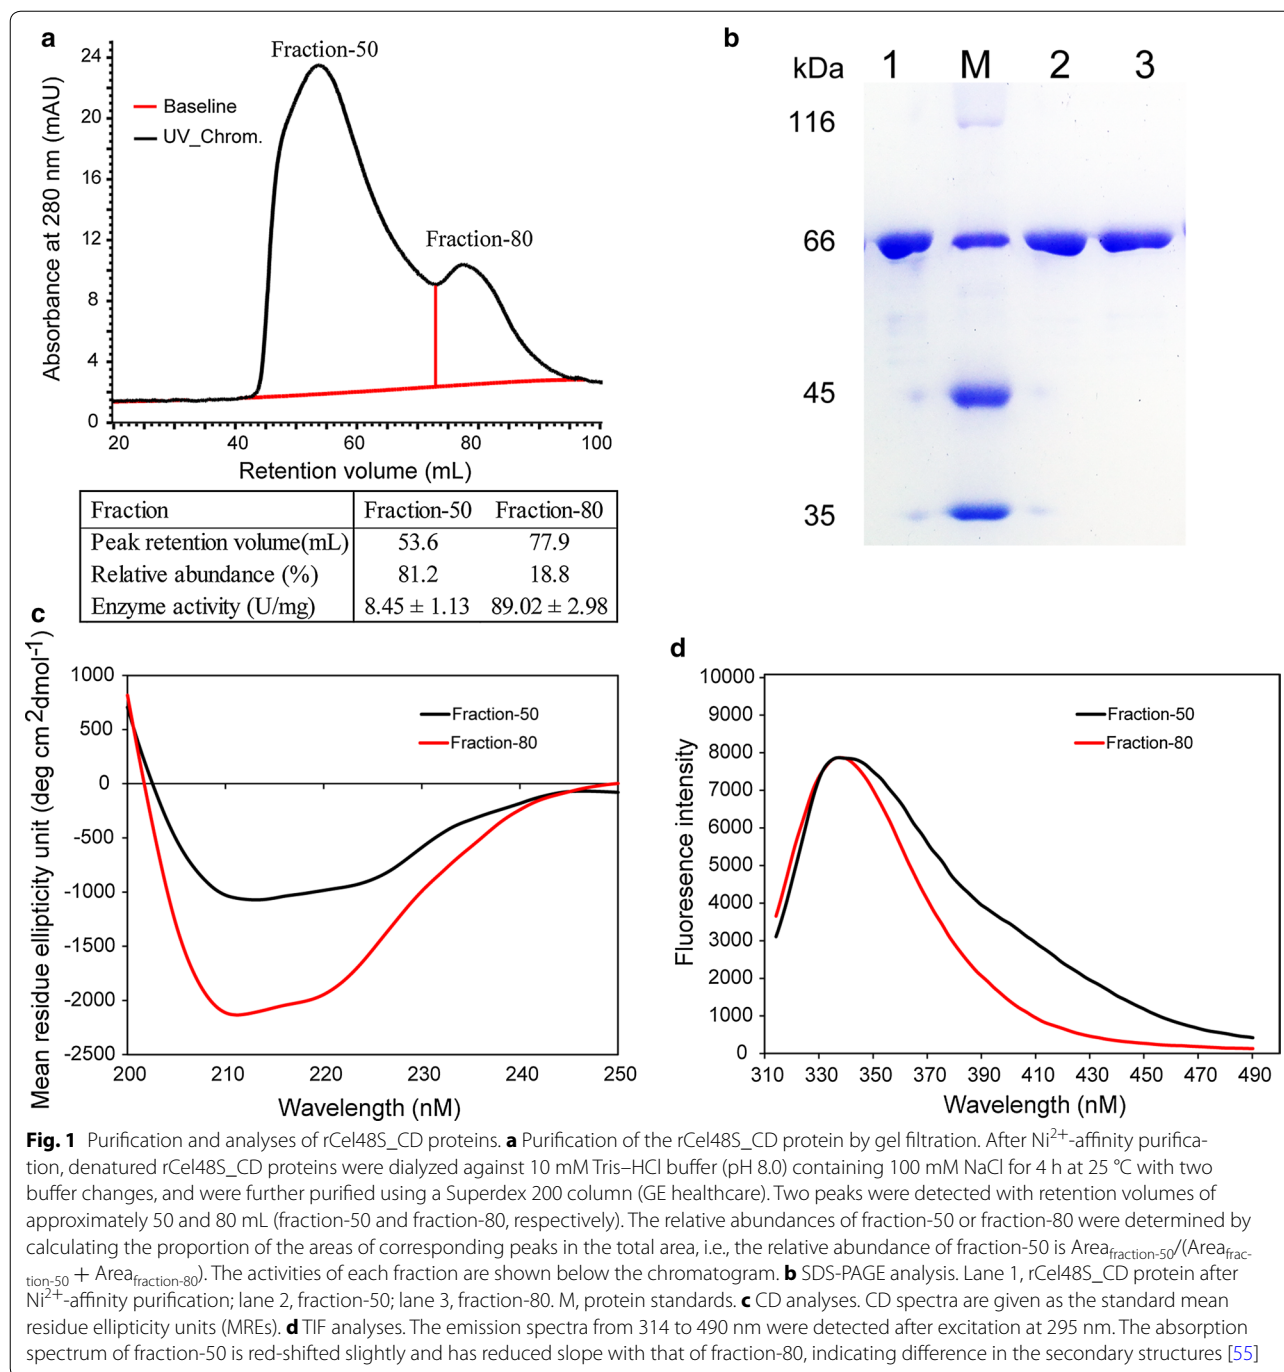 a
Fraction-50
Baseline
UV_Chrom.
Fraction-80
Absorbance at 280 nm (mAU)
24
20
16
12
8
4
0
20 40 60 80 100
Retention volume (mL)
Fraction Fraction-50 Fraction-80
Peak retention volume(mL) 53.6 77.9
Relative abundance (%) 81.2 18.8
Enzyme activity (U/mg) 8.45 ± 1.13 89.02 ± 2.98
b
kDa 1 M 2 3
116
66
45
35
c
Mean residue ellipticity unit (deg cm2dmol-1)
1000
500
0
-500
-1000
-1500
-2000
-2500
Fraction-50
Fraction-80
200 210 220 230 240 250
Wavelength (nM)
d
Fluoresence intensity
10000
9000
8000
7000
6000
5000
4000
3000
2000
1000
0
Fraction-50
Fraction-80
310 330 350 370 390 410 430 450 470 490
Wavelength (nM)
Fig. 1 Purification and analyses of rCel48S_CD proteins. a Purification of the rCel48S_CD protein by gel filtration. After Ni2+-affinity purifica-
tion, denatured rCel48S_CD proteins were dialyzed against 10 mM Tris–HCl buffer (pH 8.0) containing 100 mM NaCl for 4 h at 25 °C with two
buffer changes, and were further purified using a Superdex 200 column (GE healthcare). Two peaks were detected with retention volumes of
approximately 50 and 80 mL (fraction-50 and fraction-80, respectively). The relative abundances of fraction-50 or fraction-80 were determined by
calculating the proportion of the areas of corresponding peaks in the total area, i.e., the relative abundance of fraction-50 is Areafraction-50/(Areafrac-
tion-50 + Areafraction-80). The activities of each fraction are shown below the chromatogram. b SDS-PAGE analysis. Lane 1, rCel48S_CD protein after
Ni2+-affinity purification; lane 2, fraction-50; lane 3, fraction-80. M, protein standards. c CD analyses. CD spectra are given as the standard mean
residue ellipticity units (MREs). d TIF analyses. The emission spectra from 314 to 490 nm were detected after excitation at 295 nm. The absorption
spectrum of fraction-50 is red-shifted slightly and has reduced slope with that of fraction-80, indicating difference in the secondary structures [55]